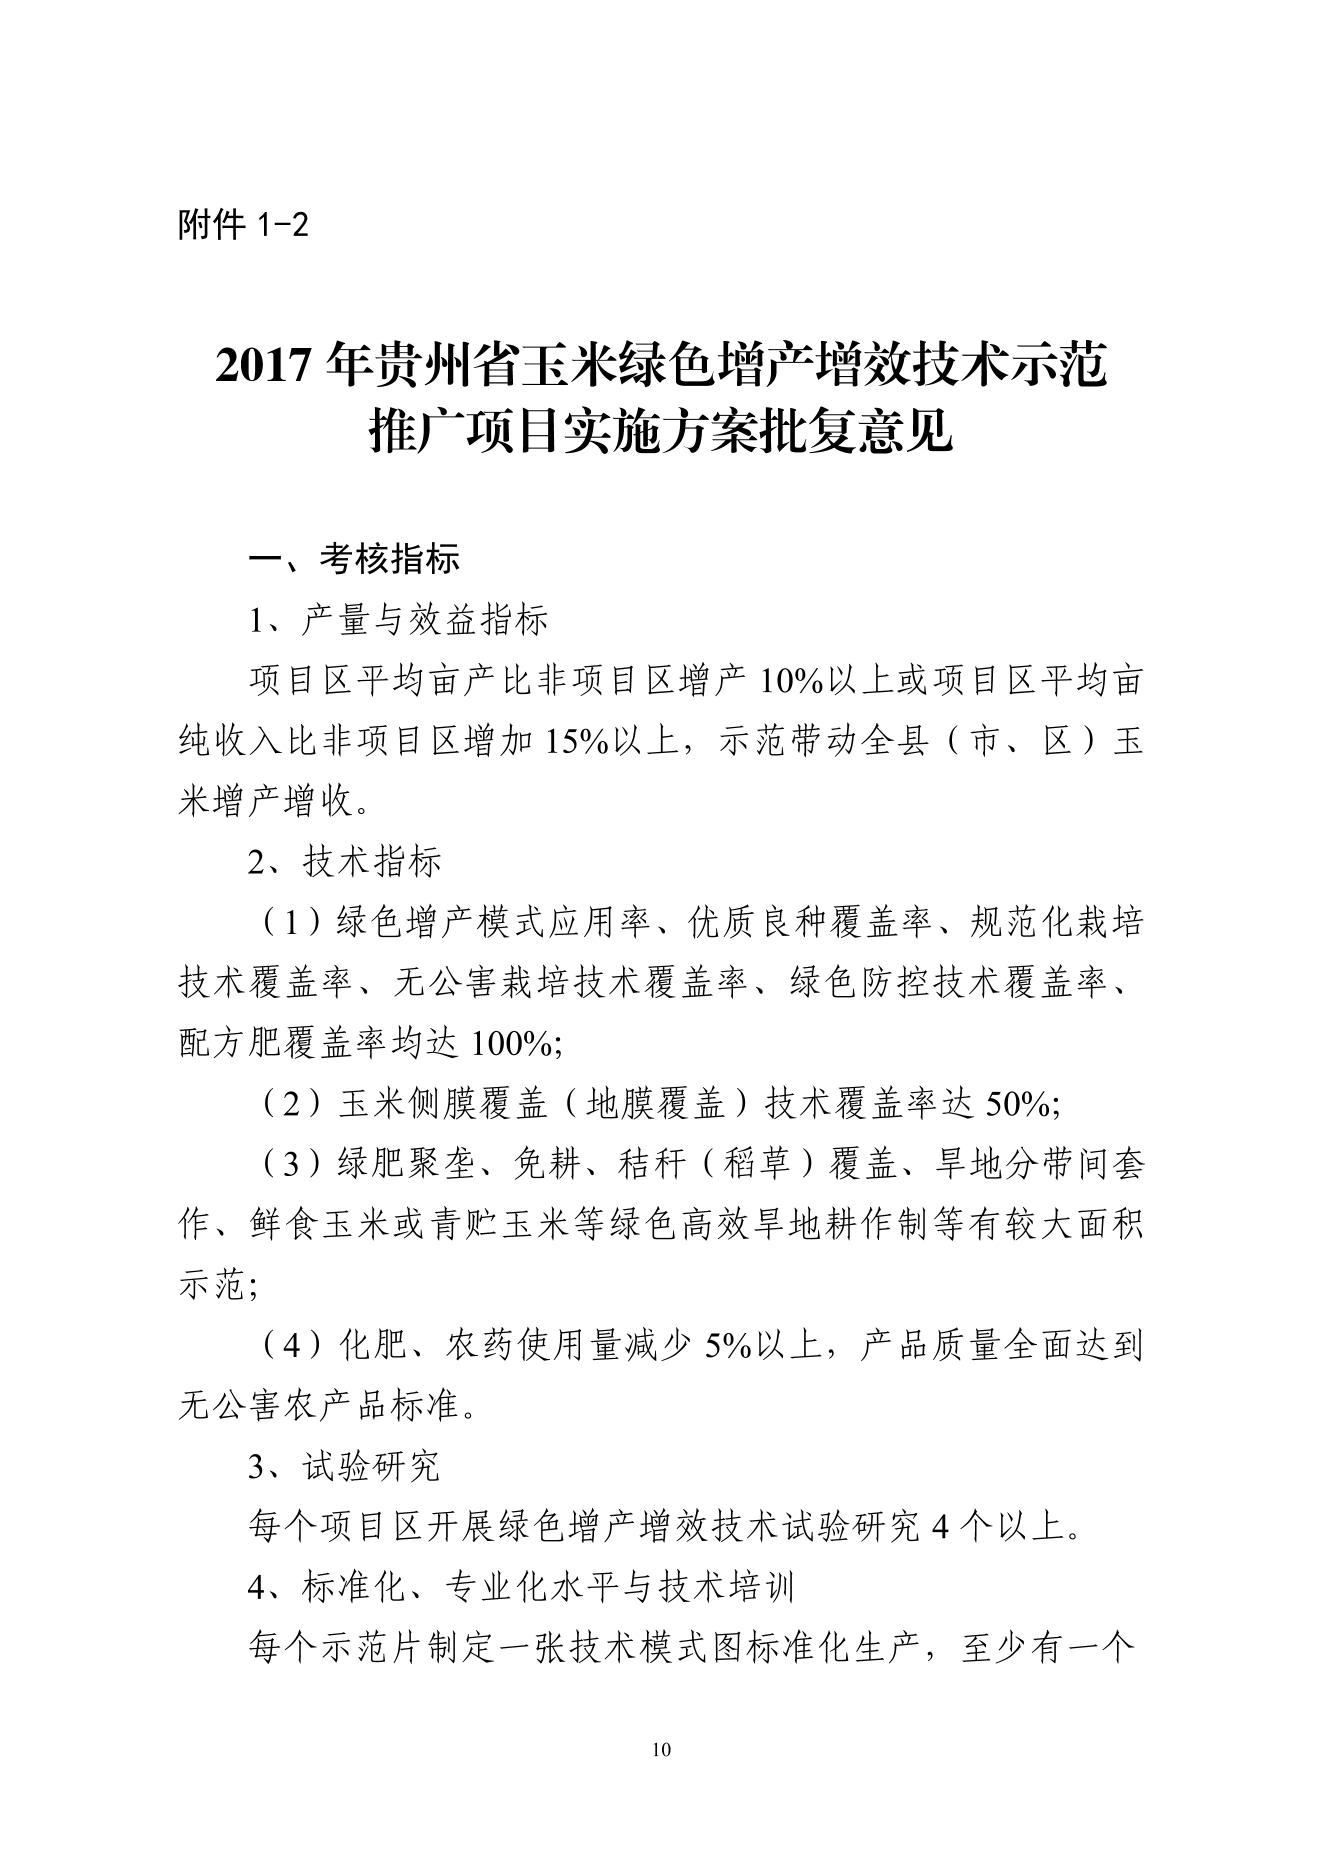 附件 1-2
2017 年贵州省玉米绿色增产增效技术示范
推广项目实施方案批复意见
一、考核指标
1、产量与效益指标
项目区平均亩产比非项目区增产 10%以上或项目区平均亩
纯收入比非项目区增加 15%以上，示范带动全县（市、区）玉
米增产增收。
2、技术指标
（1）绿色增产模式应用率、优质良种覆盖率、规范化栽培
技术覆盖率、无公害栽培技术覆盖率、绿色防控技术覆盖率、
配方肥覆盖率均达 100%;
（2）玉米侧膜覆盖（地膜覆盖）技术覆盖率达 50%;
（3）绿肥聚垄、免耕、秸秆（稻草）覆盖、旱地分带间套
作、鲜食玉米或青贮玉米等绿色高效旱地耕作制等有较大面积
示范;
（4）化肥、农药使用量减少 5%以上，产品质量全面达到
无公害农产品标准。
3、试验研究
每个项目区开展绿色增产增效技术试验研究 4 个以上。
4、标准化、专业化水平与技术培训
每个示范片制定一张技术模式图标准化生产，至少有一个
10